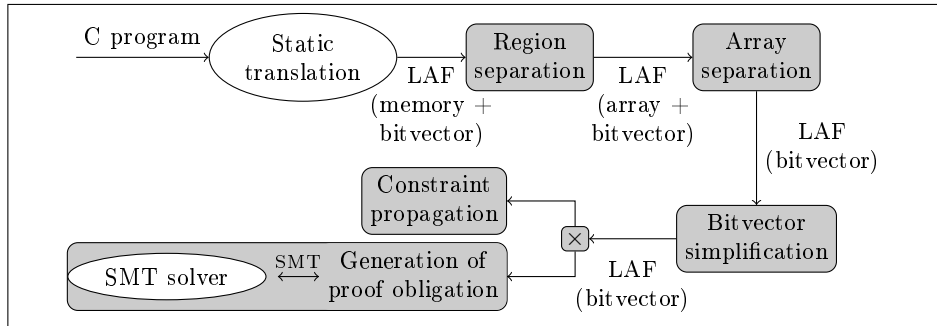 C program
Static
translation
LAF
(memory +
bitvector)
Region
separation
LAF
(array +
bitvector)
Array
separation
LAF
(bitvector)
Bitvector
simplification
LAF
(bitvector)
×
Constraint
propagation
Generation of
proof obligation
SMT
SMT solver